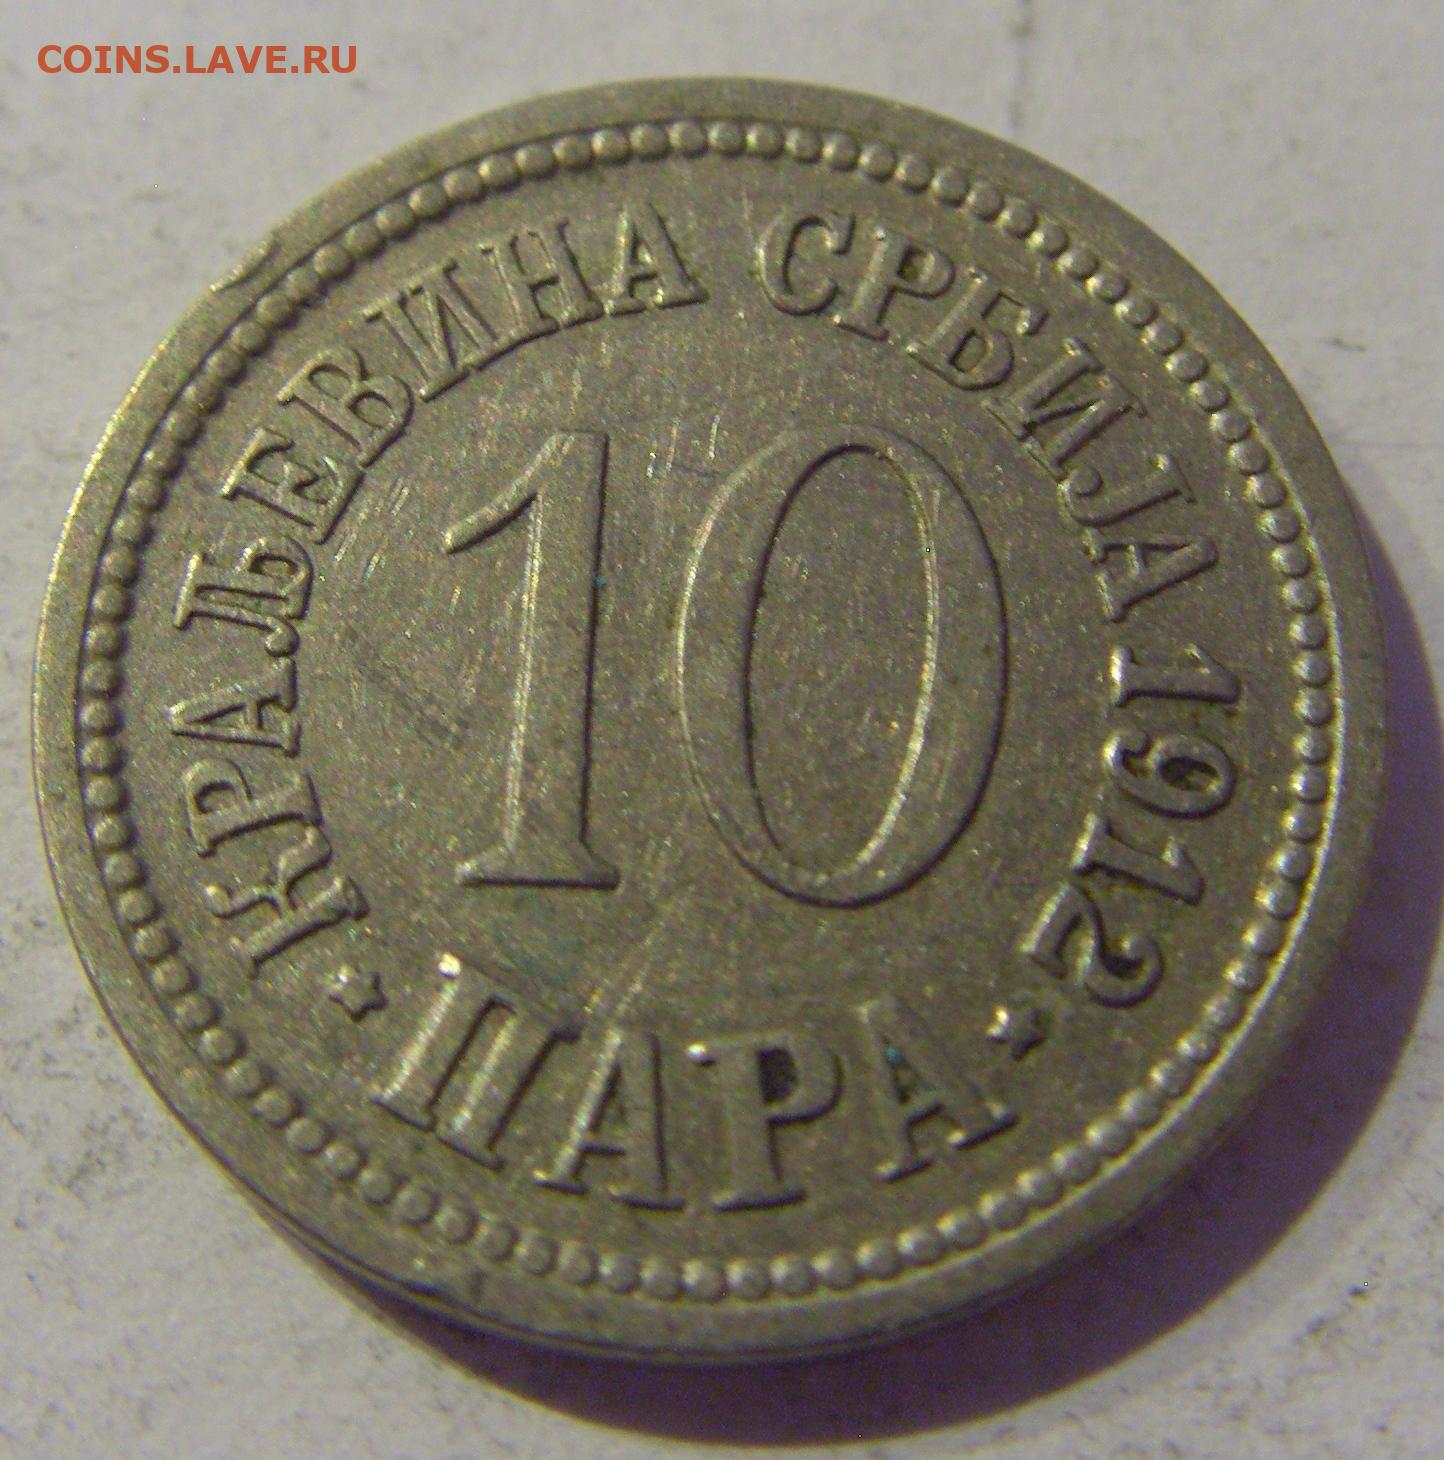 COINS.LAVE.RU
КРАЉЕВИНА СРБИЈА 1912
10
ПАРА